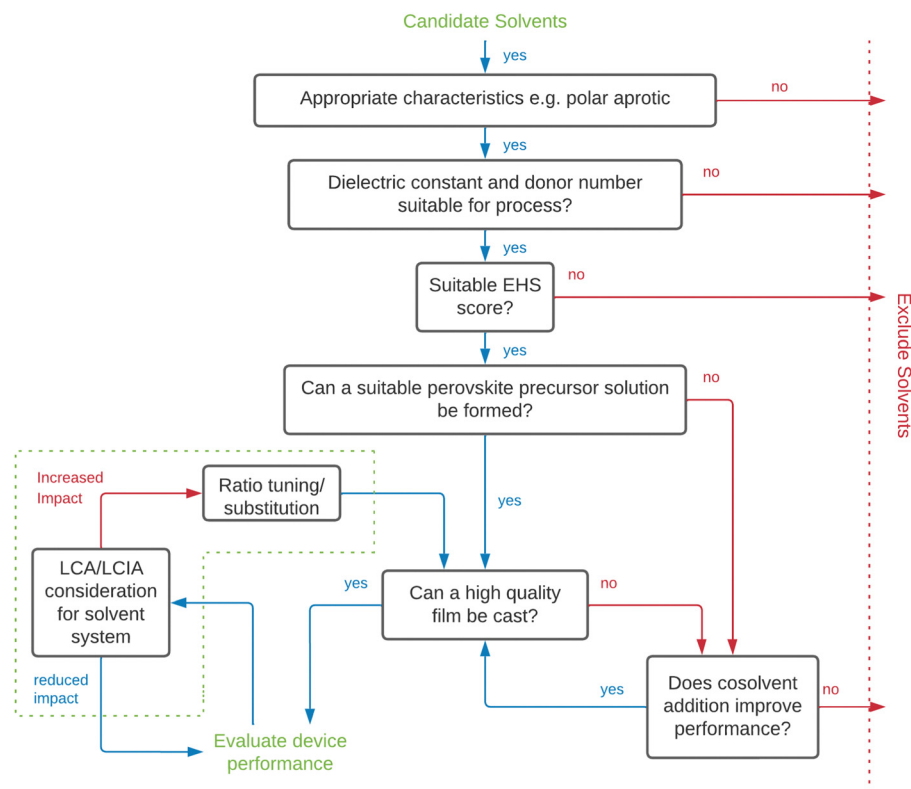 Candidate Solvents
yes
Appropriate characteristics e.g. polar aprotic
no
yes
Dielectric constant and donor number
suitable for process?
no
yes
Suitable EHS
score?
no
yes
Can a suitable perovskite precursor solution
be formed?
no
Exclude Solvents
Increased
Impact
Ratio tuning/
substitution
yes
LCA/LCIA
consideration
for solvent
system
yes
Can a high quality
film be cast?
no
reduced
impact
yes
Does cosolvent
addition improve
performance?
no
Evaluate device
performance